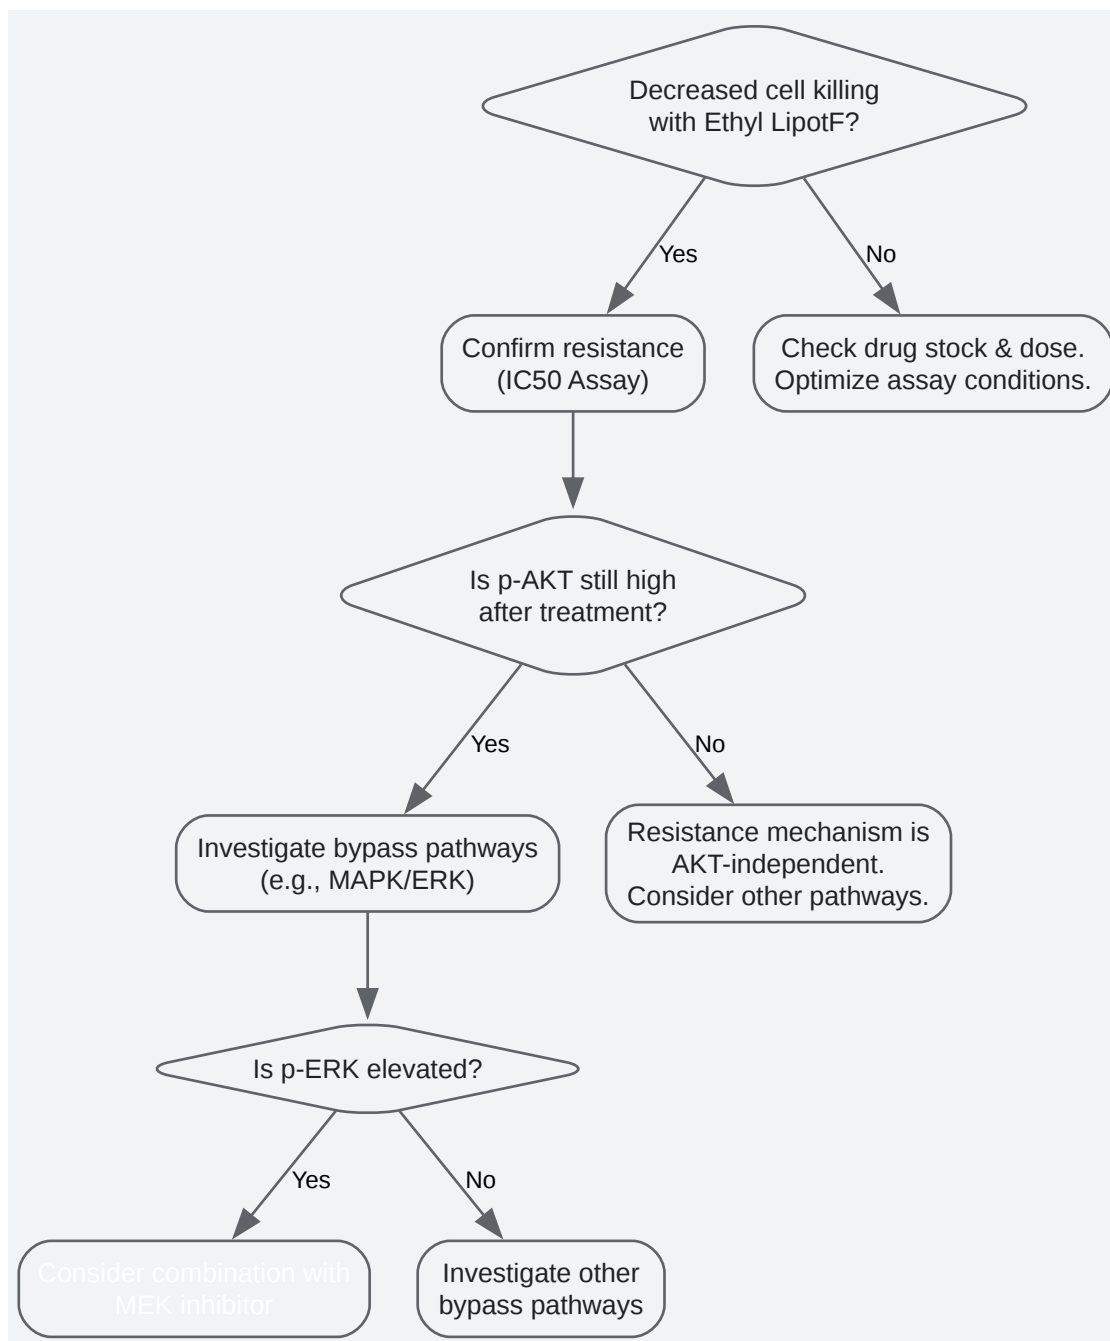 Decreased cell killing
with Ethyl LipotF?
Yes
No
Confirm resistance
(IC50 Assay)
Check drug stock & dose.
Optimize assay conditions.
Is p-AKT still high
after treatment?
Yes
No
Investigate bypass pathways
(e.g., MAPK/ERK)
Resistance mechanism is
AKT-independent.
Consider other pathways.
Is p-ERK elevated?
Yes
No
Consider combination with
MEK inhibitor
Investigate other
bypass pathways